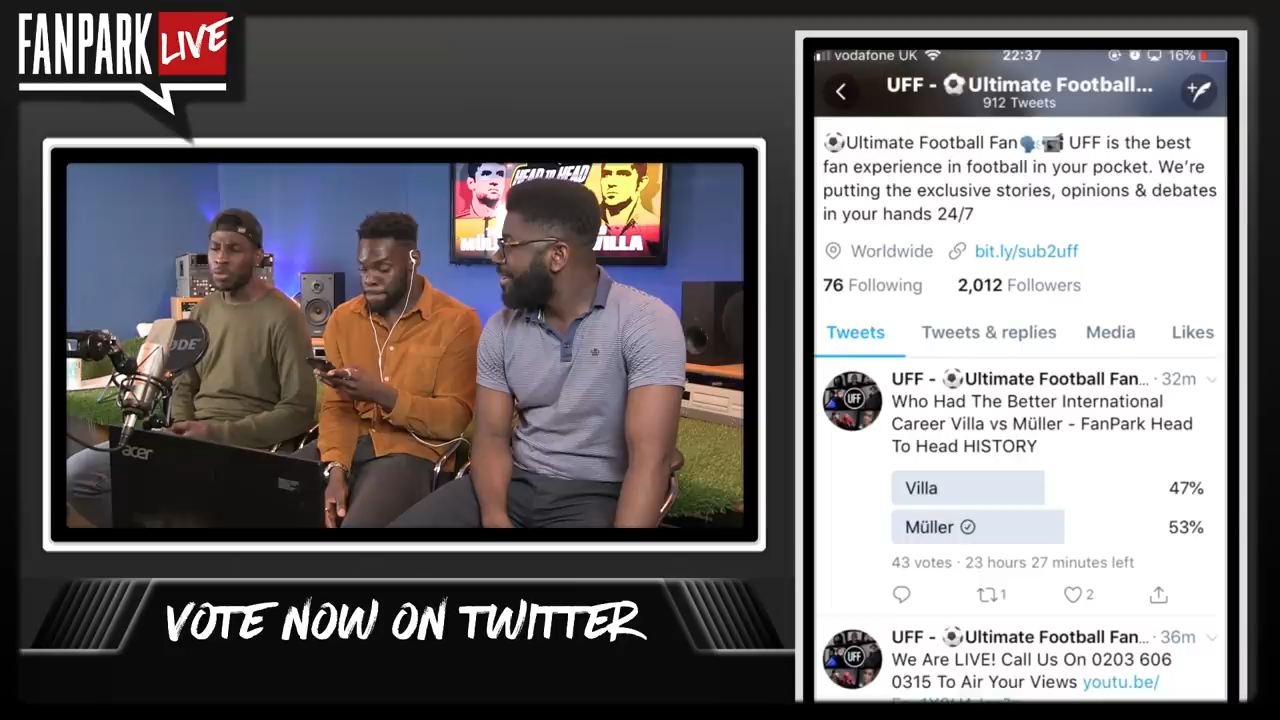 FANPARK LIVE
HEAD TO HEAD
VILLA
RODE
acer
VOTE NOW ON TWITTER
vodafone UK 22:37 16%
UFF - ⚽Ultimate Football...
912 Tweets
⚽Ultimate Football Fan🗣📹 UFF is the best
fan experience in football in your pocket. We're
putting the exclusive stories, opinions & debates
in your hands 24/7
Worldwide bit.ly/sub2uff
76 Following 2,012 Followers
Tweets Tweets & replies Media Likes
UFF - ⚽Ultimate Football Fan... · 32m
Who Had The Better International
Career Villa vs Müller - FanPark Head
To Head HISTORY
Villa 47%
Müller 53%
43 votes · 23 hours 27 minutes left
1 2
UFF
UFF - ⚽Ultimate Football Fan... · 36m
We Are LIVE! Call Us On 0203 606
0315 To Air Your Views youtu.be/
UFF